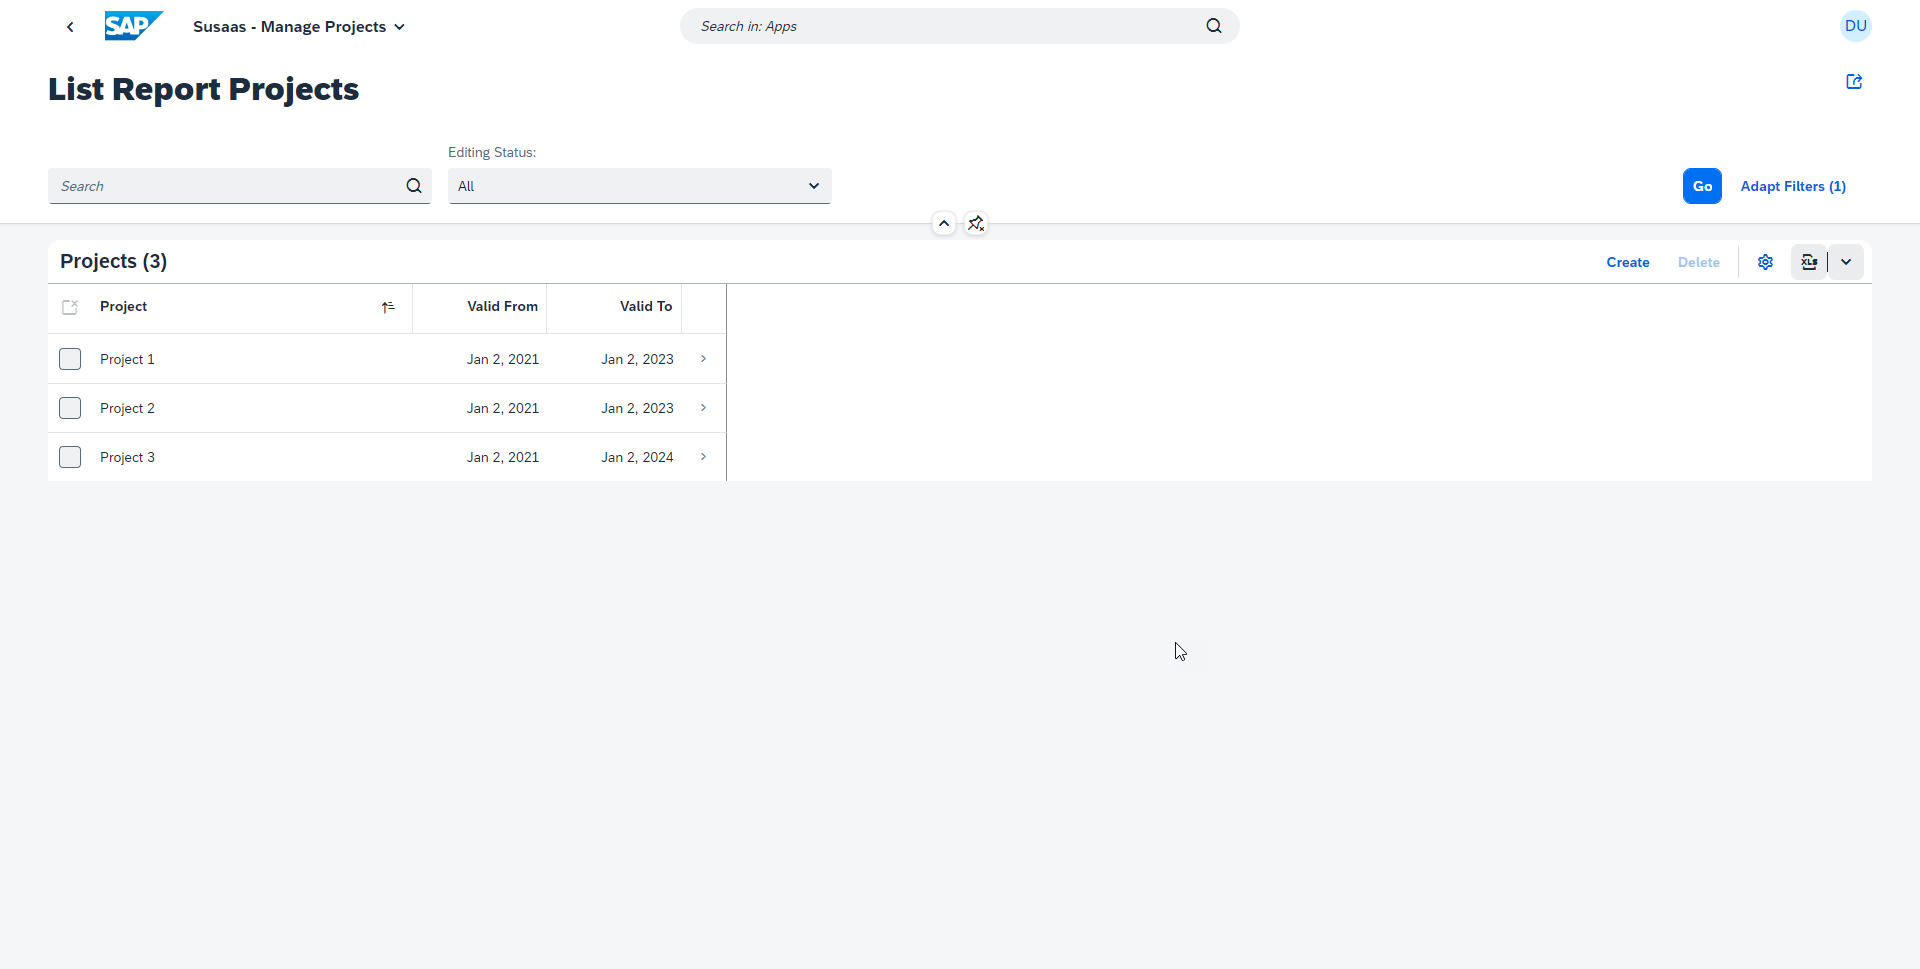 SAP Susaas - Manage Projects Search in: Apps DU
List Report Projects
Editing Status:
Search All Go Adapt Filters (1)
Projects (3) Create Delete XLS
Project Valid From Valid To
Project 1 Jan 2, 2021 Jan 2, 2023
Project 2 Jan 2, 2021 Jan 2, 2023
Project 3 Jan 2, 2021 Jan 2, 2024